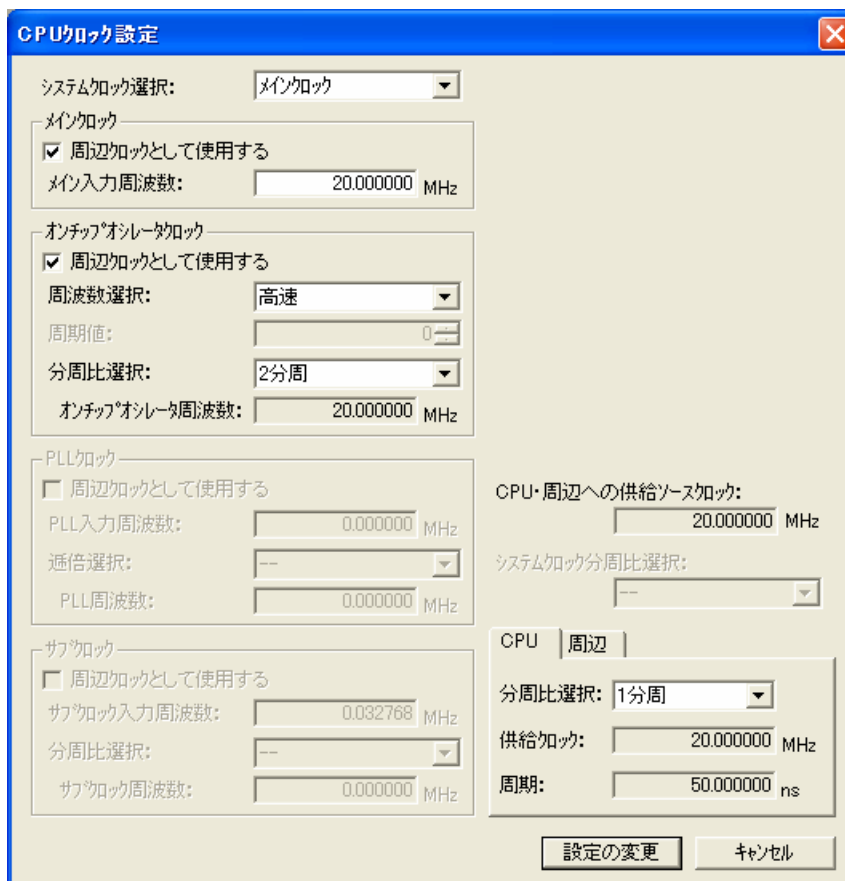 CPUｸﾛｯｸ設定
ｼｽﾃﾑｸﾛｯｸ選択: ﾒｲﾝｸﾛｯｸ
ﾒｲﾝｸﾛｯｸ
周辺ｸﾛｯｸとして使用する
ﾒｲﾝ入力周波数: 20.000000 MHz
ｵﾝﾁｯﾌﾟｵｼﾚｰﾀｸﾛｯｸ
周辺ｸﾛｯｸとして使用する
周波数選択: 高速
周期値: 0
分周比選択: 2分周
ｵﾝﾁｯﾌﾟｵｼﾚｰﾀ周波数: 20.000000 MHz
PLLｸﾛｯｸ
周辺ｸﾛｯｸとして使用する
PLL入力周波数: 0.000000 MHz
逓倍選択: --
PLL周波数: 0.000000 MHz
ｻﾌﾞｸﾛｯｸ
周辺ｸﾛｯｸとして使用する
ｻﾌﾞｸﾛｯｸ入力周波数: 0.032768 MHz
分周比選択: --
ｻﾌﾞｸﾛｯｸ周波数: 0.000000 MHz
CPU･周辺への供給ｿｰｽｸﾛｯｸ:
20.000000 MHz
ｼｽﾃﾑｸﾛｯｸ分周比選択:
--
CPU 周辺
分周比選択: 1分周
供給ｸﾛｯｸ: 20.000000 MHz
周期: 50.000000 ns
設定の変更 ｷｬﾝｾﾙ